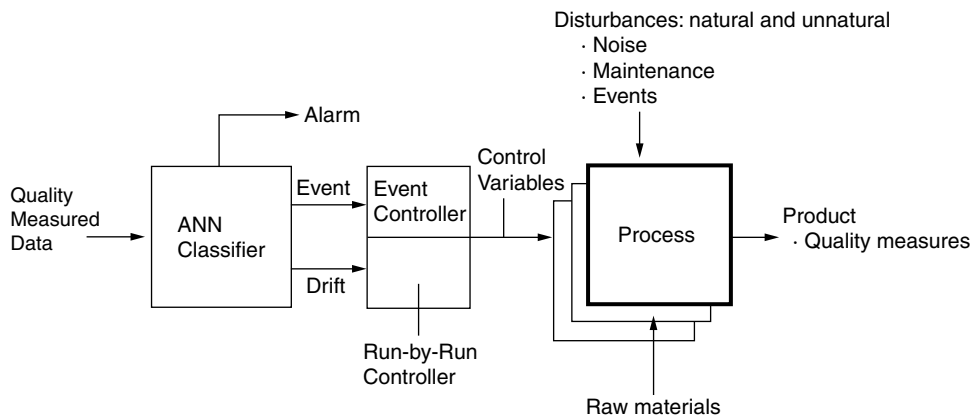 Disturbances: natural and unnatural
· Noise
· Maintenance
· Events
Alarm
Control
Variables
Quality
Measured
Data
ANN
Classifier
Event
Drift
Event
Controller
Run-by-Run
Controller
Process
Product
· Quality measures
Raw materials